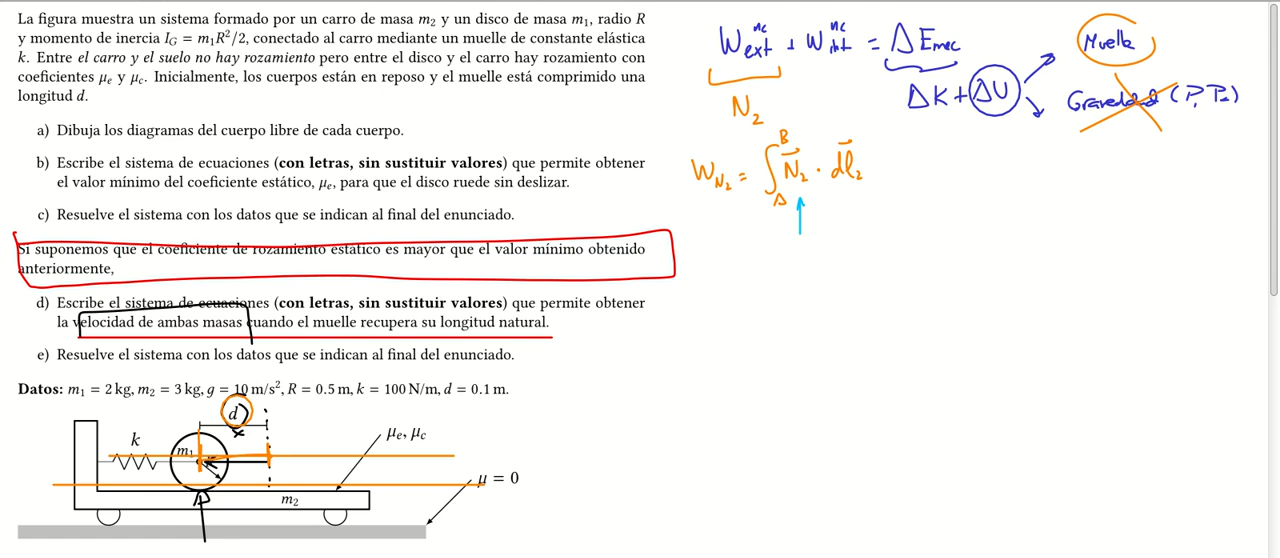 La figura muestra un sistema formado por un carro de masa m₂ y un disco de masa m₁, radio R
y momento de inercia I_G = m₁R²/2, conectado al carro mediante un muelle de constante elástica
k. Entre el carro y el suelo no hay rozamiento pero entre el disco y el carro hay rozamiento con
coeficientes μₑ y μ_c. Inicialmente, los cuerpos están en reposo y el muelle está comprimido una
longitud d.
a) Dibuja los diagramas del cuerpo libre de cada cuerpo.
b) Escribe el sistema de ecuaciones (con letras, sin sustituir valores) que permite obtener
el valor mínimo del coeficiente estático, μₑ, para que el disco ruede sin deslizar.
c) Resuelve el sistema con los datos que se indican al final del enunciado.
Si suponemos que el coeficiente de rozamiento estático es mayor que el valor mínimo obtenido
anteriormente,
d) Escribe el sistema de ecuaciones (con letras, sin sustituir valores) que permite obtener
la velocidad de ambas masas cuando el muelle recupera su longitud natural.
e) Resuelve el sistema con los datos que se indican al final del enunciado.
Datos: m₁ = 2 kg, m₂ = 3 kg, g = 10 m/s², R = 0.5 m, k = 100 N/m, d = 0.1 m.
d
k
m₁
μₑ, μ_c
μ = 0
m₂
W_ext^nc + W_int^nc = ΔE_mec
N₂
ΔK + ΔU
Muelle
Gravedad (P₁ P₂)
W_N₂ = ∫_A^B N⃗₂ · dl⃗₂